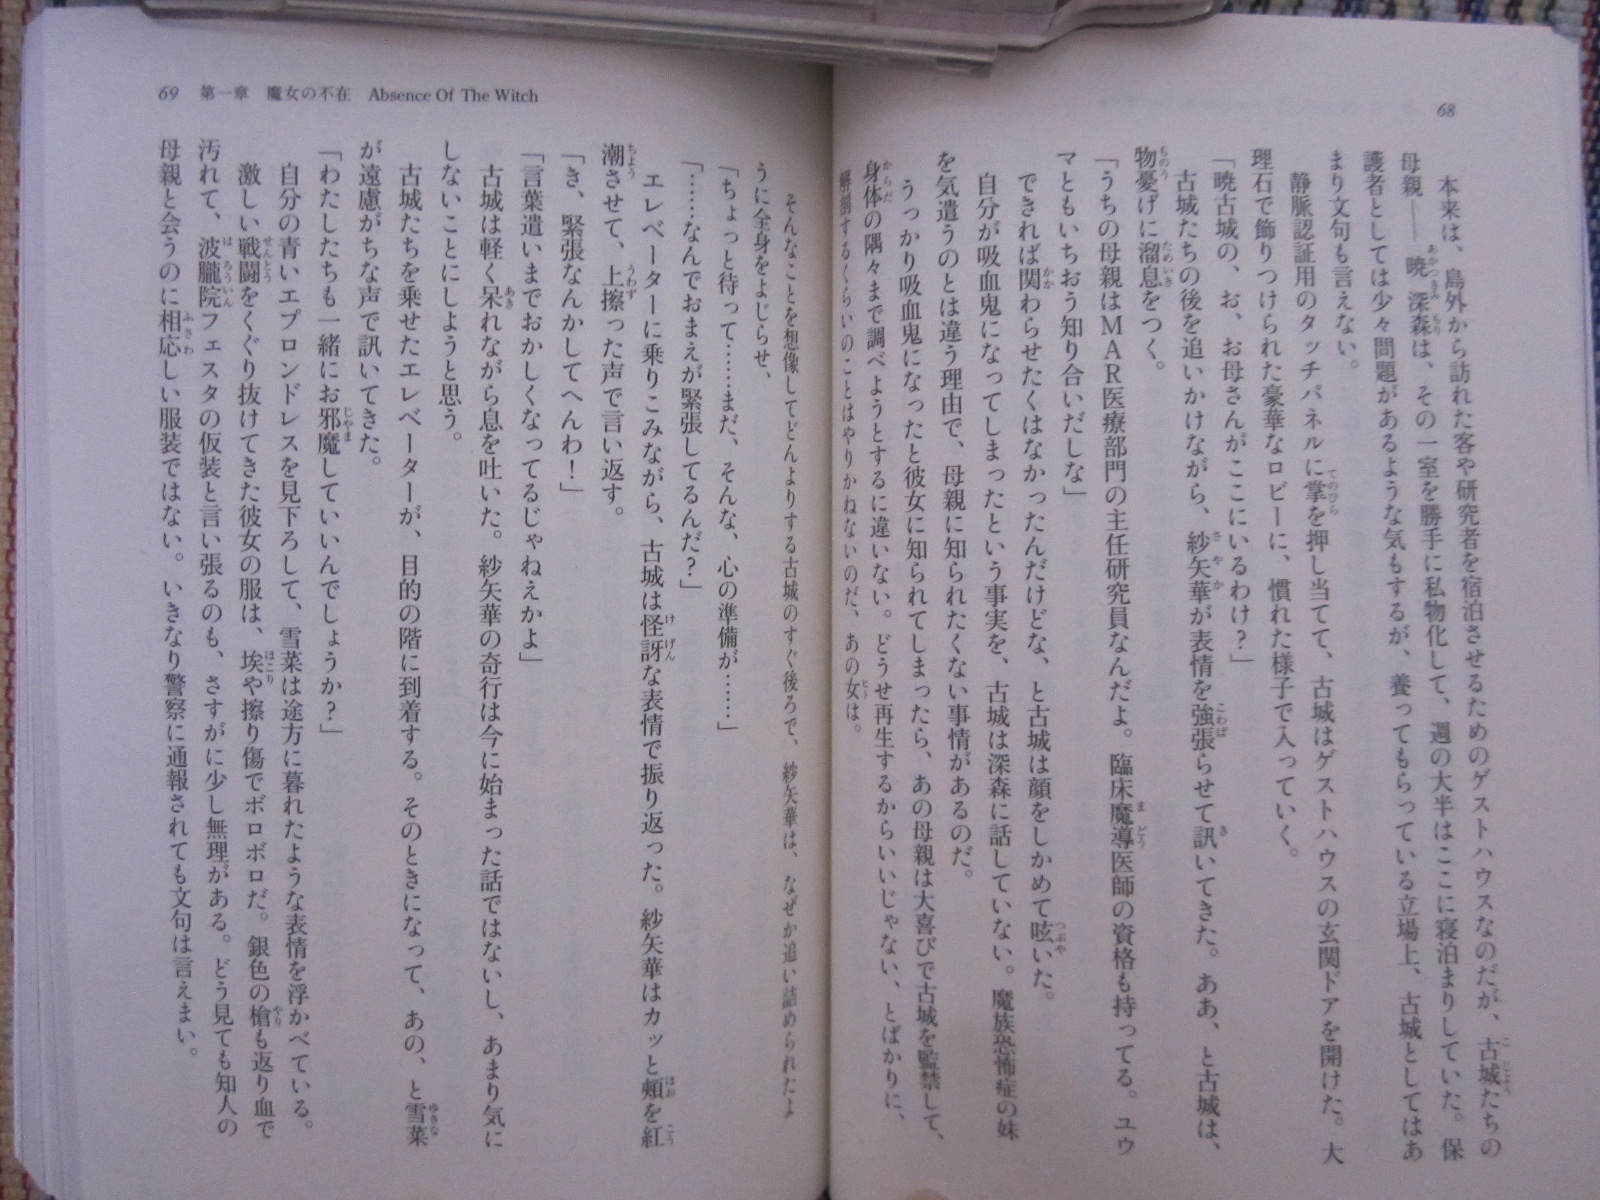 68
本来は、島外から訪れた客や研究者を宿泊させるためのゲストハウスなのだが、古城たちの
母親――暁深森は、その一室を勝手に私物化して、週の大半はここに寝泊まりしていた。保
護者としては少々問題があるような気もするが、養ってもらっている立場上、古城としてはあ
まり文句も言えない。
静脈認証用のタッチパネルに掌を押し当てて、古城はゲストハウスの玄関ドアを開けた。大
理石で飾りつけられた豪華なロビーに、慣れた様子で入っていく。
「暁古城の、お、お母さんがここにいるわけ？」
古城たちの後を追いかけながら、紗矢華が表情を強張らせて訊いてきた。ああ、と古城は、
物憂げに溜息をつく。
「うちの母親はMAR医療部門の主任研究員なんだよ。臨床魔導医師の資格も持ってる。ユウ
マともいちおう知り合いだしな」
できれば関わらせたくはなかったんだけどな、と古城は顔をしかめて呟いた。
自分が吸血鬼になってしまったという事実を、古城は深森に話していない。魔族恐怖症の妹
を気遣うのとは違う理由で、母親に知られたくない事情があるのだ。
うっかり吸血鬼になったと彼女に知られてしまったら、あの母親は大喜びで古城を監禁して、
身体の隅々まで調べようとするに違いない。どうせ再生するからいいじゃない、とばかりに
解剖するくらいのことはやりかねないのだ、あの女は。
69 第一章 魔女の不在 Absence Of The Witch
そんなことを想像してどんよりする古城のすぐ後ろで、紗矢華は、なぜか追い詰められたよ
うに全身をよじらせ、
「ちょっと待って………まだ、そんな、心の準備が………」
「……なんでおまえが緊張してるんだ？」
エレベーターに乗りこみながら、古城は怪訝な表情で振り返った。紗矢華はカッと頰を紅
潮させて、上擦った声で言い返す。
「き、緊張なんかしてへんわ！」
「言葉遣いまでおかしくなってるじゃねえかよ」
古城は軽く呆れながら息を吐いた。紗矢華の奇行は今に始まった話ではないし、あまり気に
しないことにしようと思う。
古城たちを乗せたエレベーターが、目的の階に到着する。そのときになって、あの、と雪菜
が遠慮がちな声で訊いてきた。
「わたしたちも一緒にお邪魔していいんでしょうか？」
自分の青いエプロンドレスを見下ろして、雪菜は途方に暮れたような表情を浮かべている。
激しい戦闘をくぐり抜けてきた彼女の服は、埃や擦り傷でボロボロだ。銀色の槍も返り血で
汚れて、波朧院フェスタの仮装と言い張るのも、さすがに少し無理がある。どう見ても知人の
母親と会うのに相応しい服装ではない。いきなり警察に通報されても文句は言えまい。